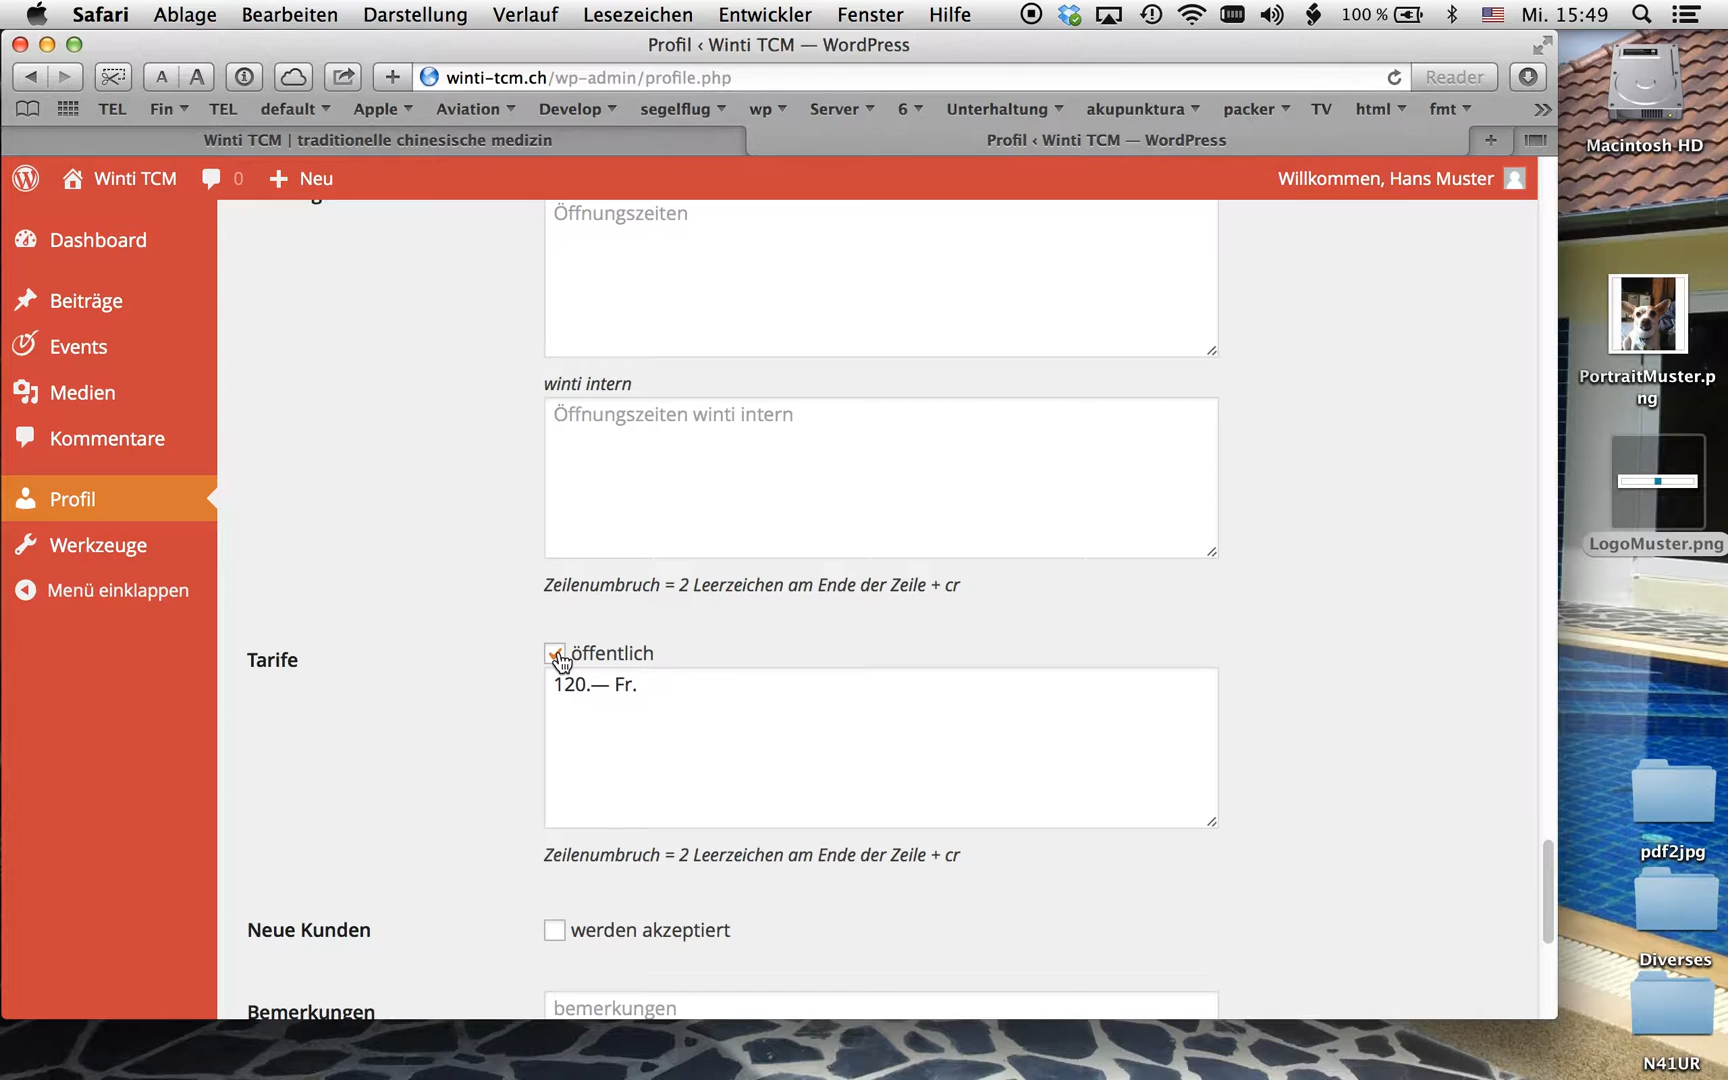 Safari Ablage Bearbeiten Darstellung Verlauf Lesezeichen Entwickler Fenster Hilfe 100 % Mi. 15:49
Profil ‹ Winti TCM — WordPress
A A + winti-tcm.ch/wp-admin/profile.php Reader
TEL Fin TEL default Apple Aviation Develop segelflug wp Server 6 Unterhaltung akupunktura packer TV html fmt
Winti TCM | traditionelle chinesische medizin Profil ‹ Winti TCM — WordPress
Winti TCM 0 + Neu Willkommen, Hans Muster
Dashboard
Beiträge
Events
Medien
Kommentare
Profil
Werkzeuge
Menü einklappen
Öffnungszeiten
winti intern
Öffnungszeiten winti intern
Zeilenumbruch = 2 Leerzeichen am Ende der Zeile + cr
Tarife öffentlich
120.— Fr.
Zeilenumbruch = 2 Leerzeichen am Ende der Zeile + cr
Neue Kunden werden akzeptiert
Bemerkungen bemerkungen
Macintosh HD
PortraitMuster.p
ng
LogoMuster.png
pdf2jpg
Diverses
N41UR